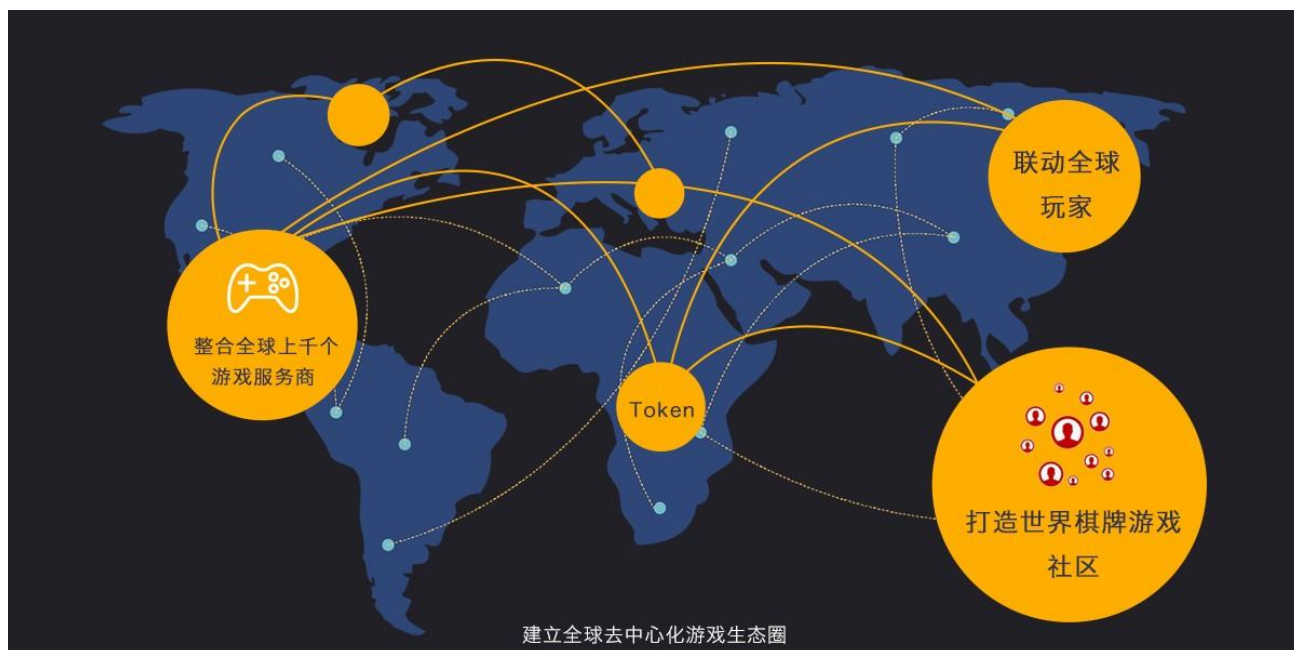 联动全球
玩家
整合全球上千个
游戏服务商
Token
打造世界棋牌游戏
社区
建立全球去中心化游戏生态圈